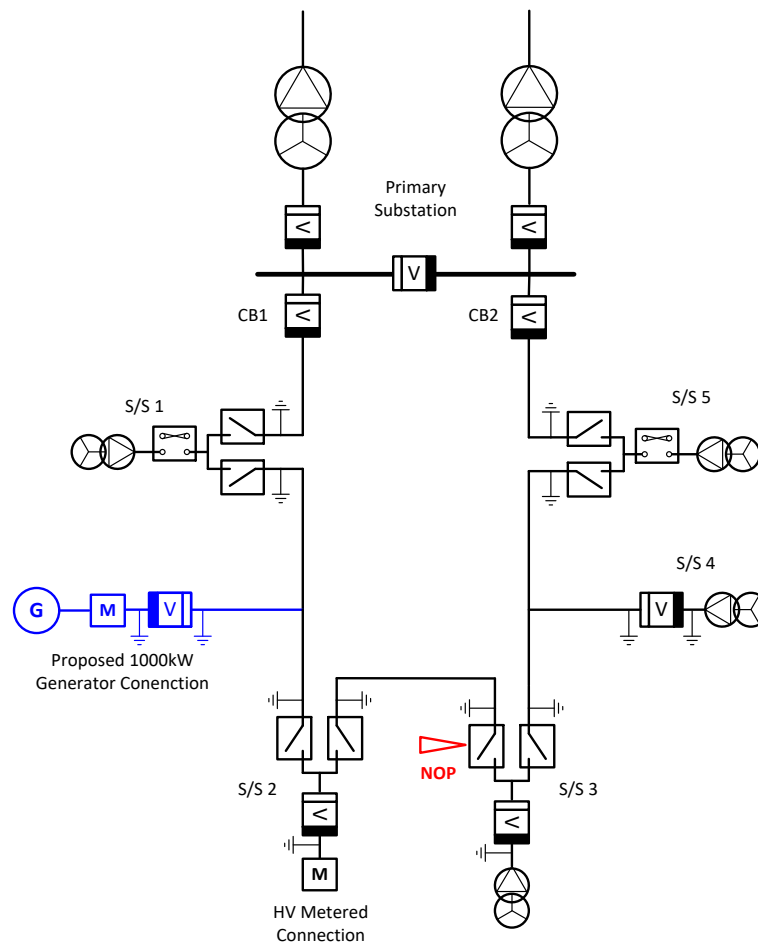 Primary
Substation
V
V
V
CB1
V
CB2
V
S/S 1
S/S 5
S/S 4
G
M
V
V
Proposed 1000kW
Generator Conenction
NOP
S/S 2
S/S 3
V
V
M
HV Metered
Connection